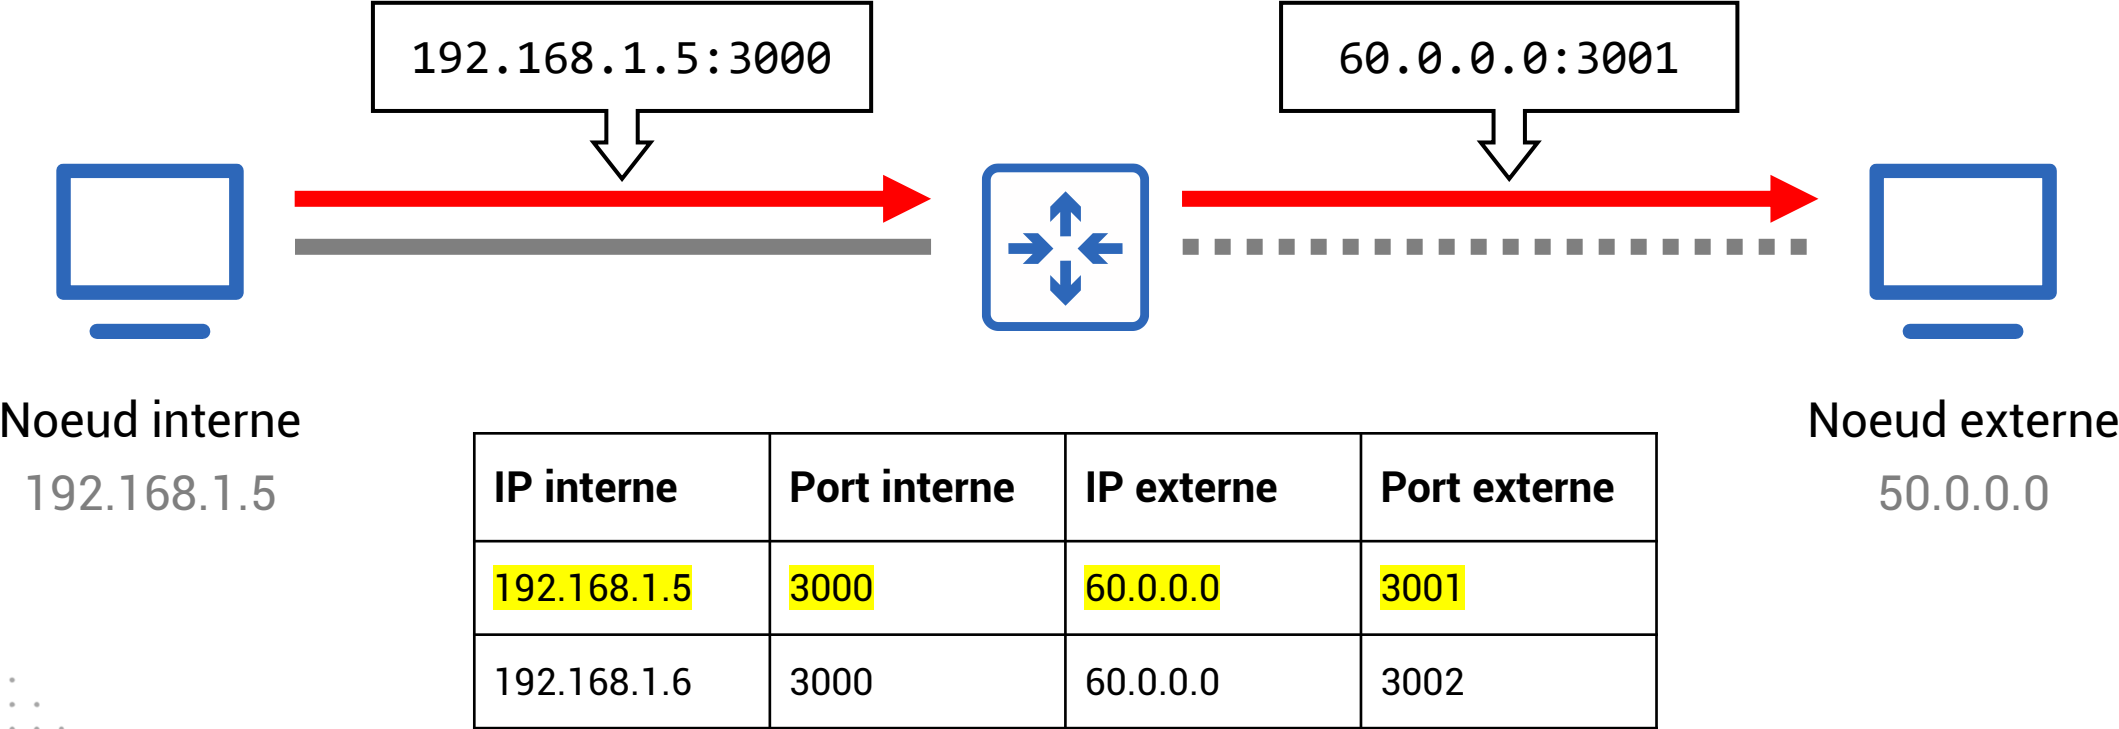 192.168.1.5:3000
60.0.0.0:3001
Noeud interne
192.168.1.5
Noeud externe
50.0.0.0
IP interne Port interne IP externe Port externe
192.168.1.5 3000 60.0.0.0 3001
192.168.1.6 3000 60.0.0.0 3002